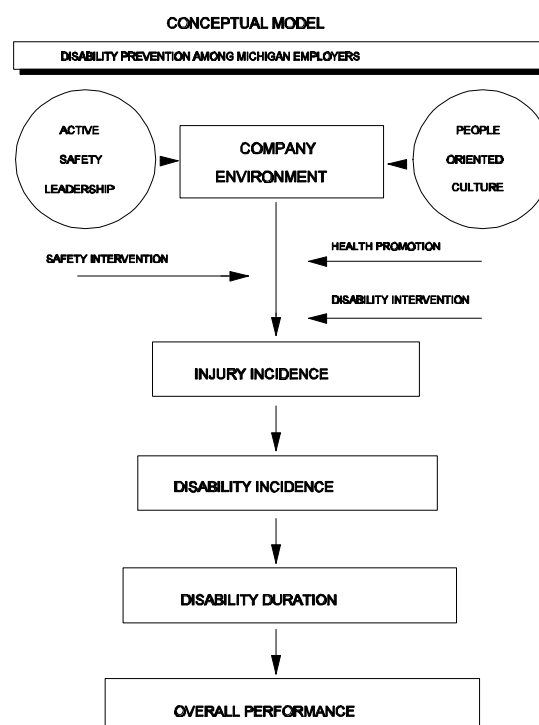 CONCEPTUAL MODEL
DISABILITY PREVENTION AMONG MICHIGAN EMPLOYERS
ACTIVE
SAFETY
LEADERSHIP
COMPANY
ENVIRONMENT
PEOPLE
ORIENTED
CULTURE
SAFETY INTERVENTION
HEALTH PROMOTION
DISABILITY INTERVENTION
INJURY INCIDENCE
DISABILITY INCIDENCE
DISABILITY DURATION
OVERALL PERFORMANCE